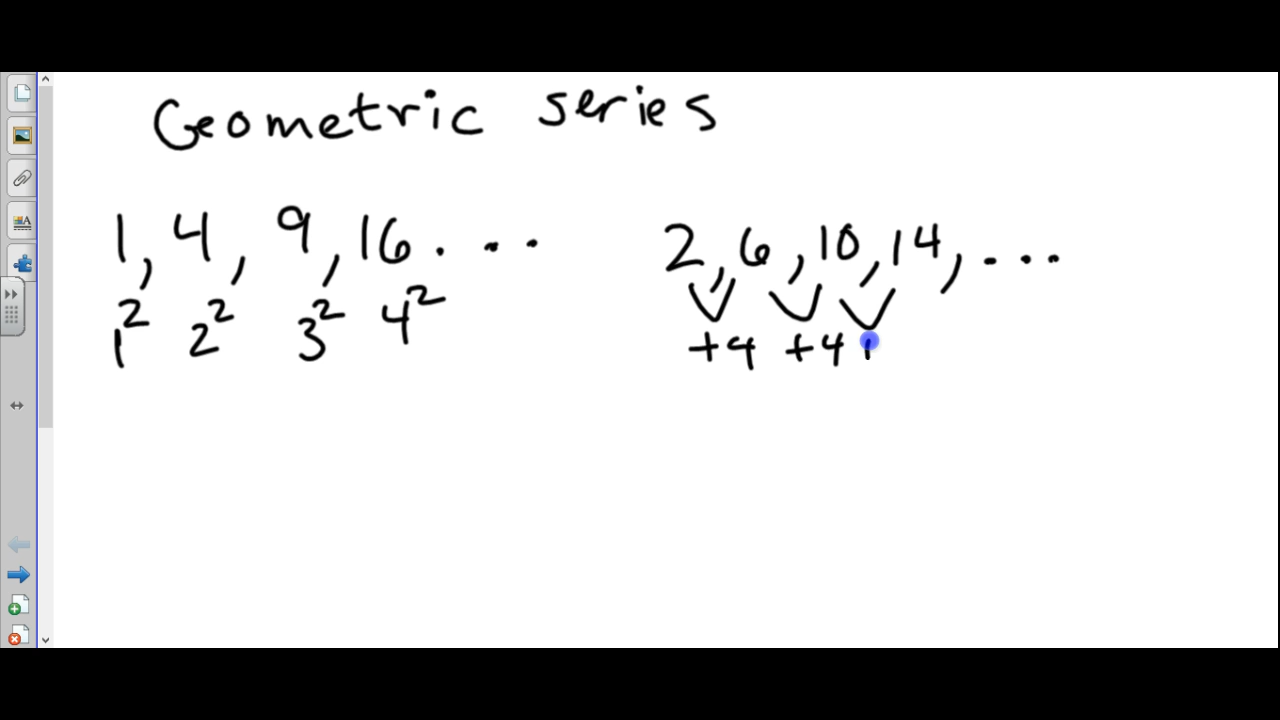 Geometric series
1, 4, 9, 16 . . .
1² 2² 3² 4²
2, 6, 10, 14, . . .
+4 +4